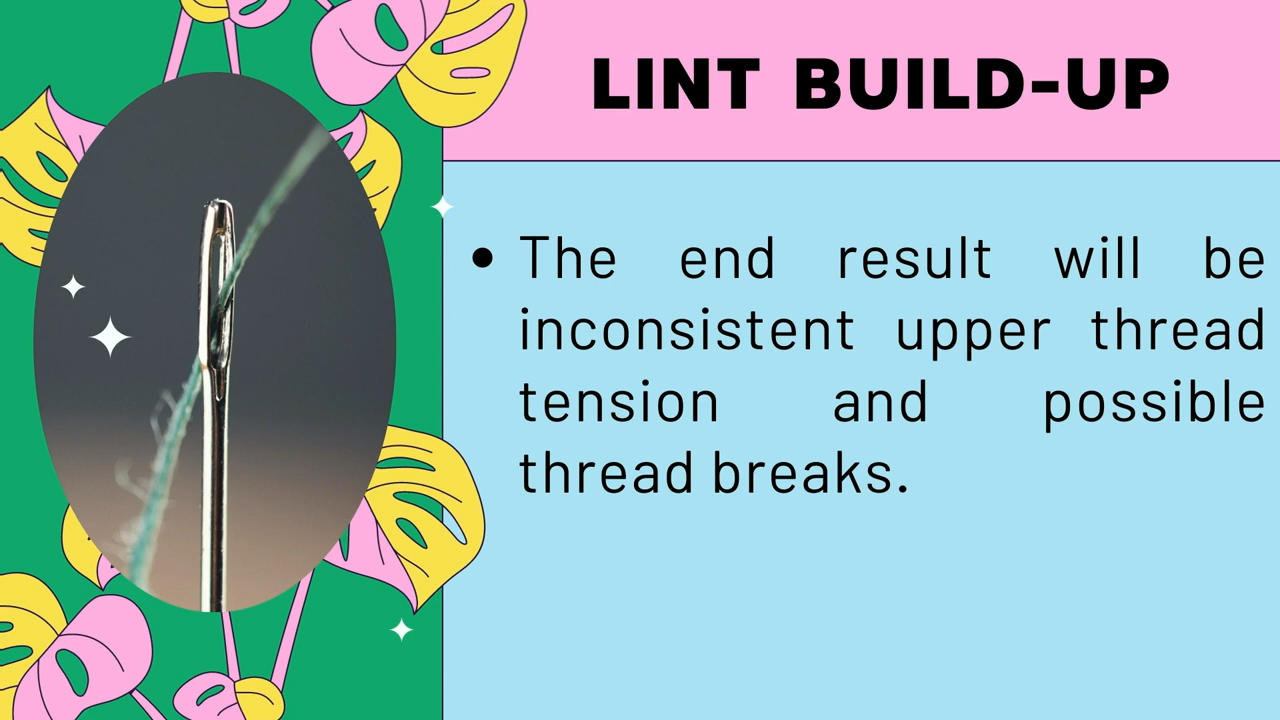 LINT BUILD-UP
• The end result will be
inconsistent upper thread
tension and possible
thread breaks.